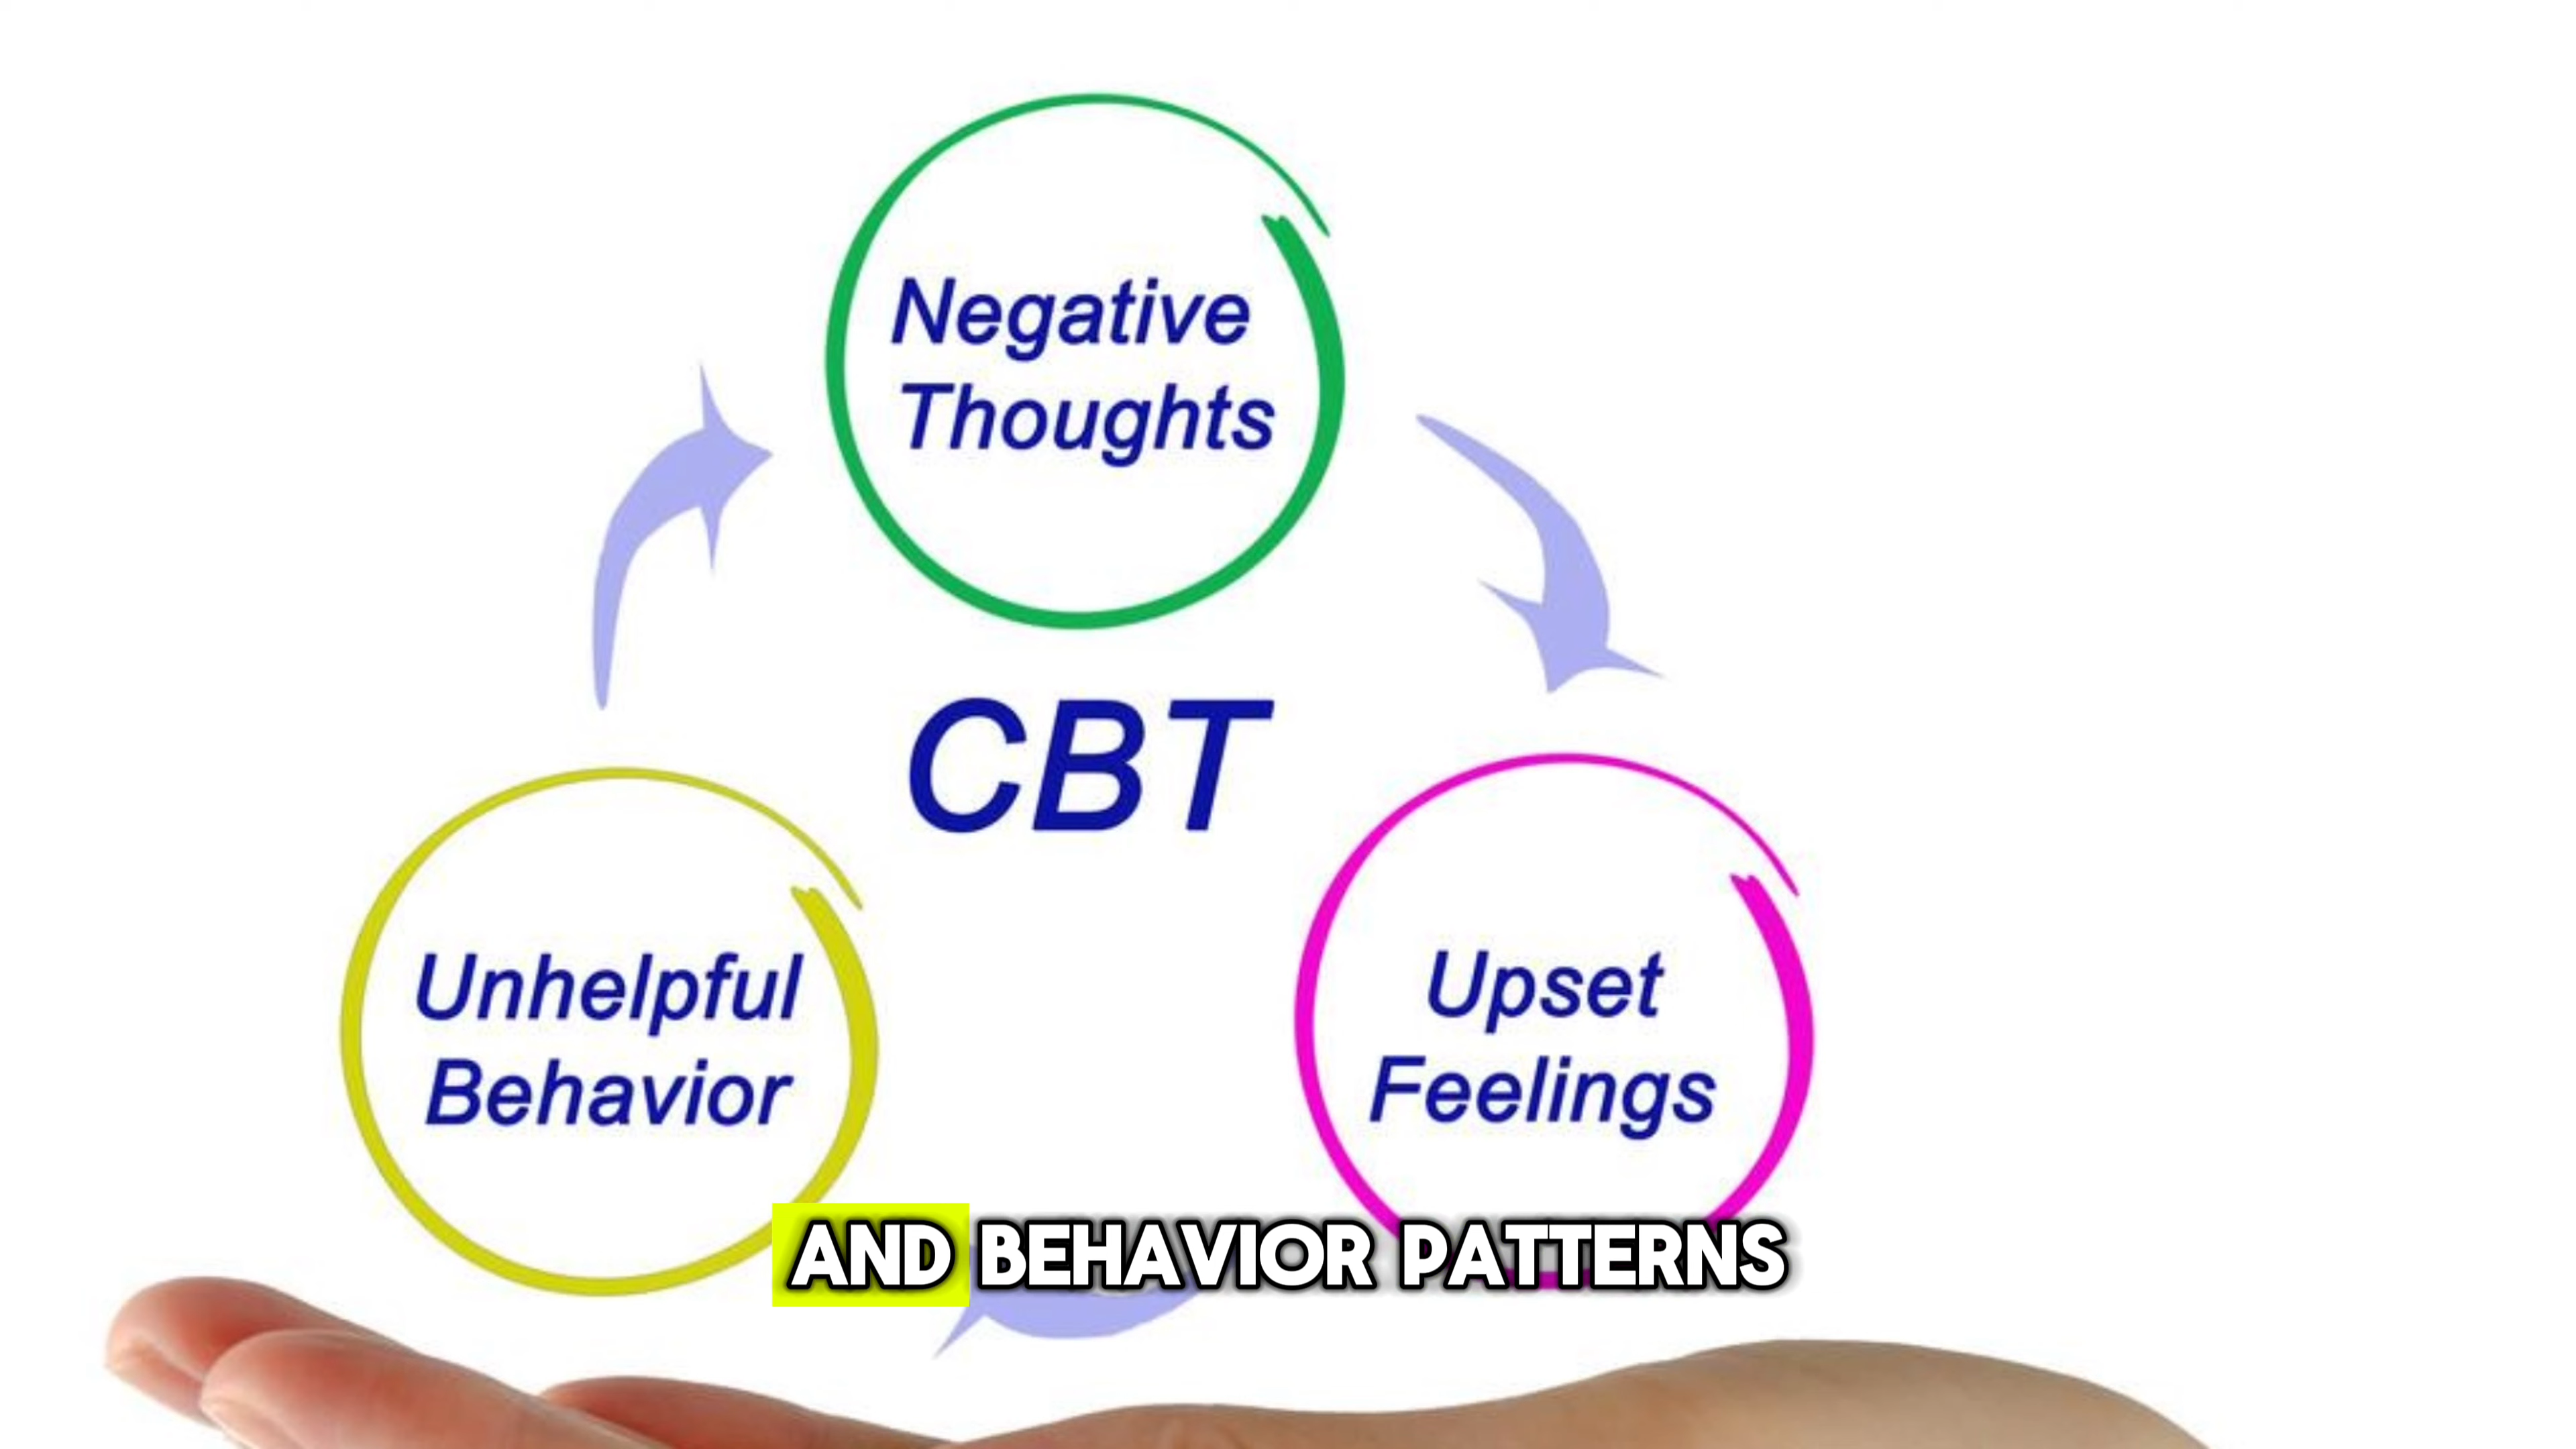 Negative
Thoughts
CBT
Unhelpful
Behavior
Upset
Feelings
AND BEHAVIOR PATTERNS